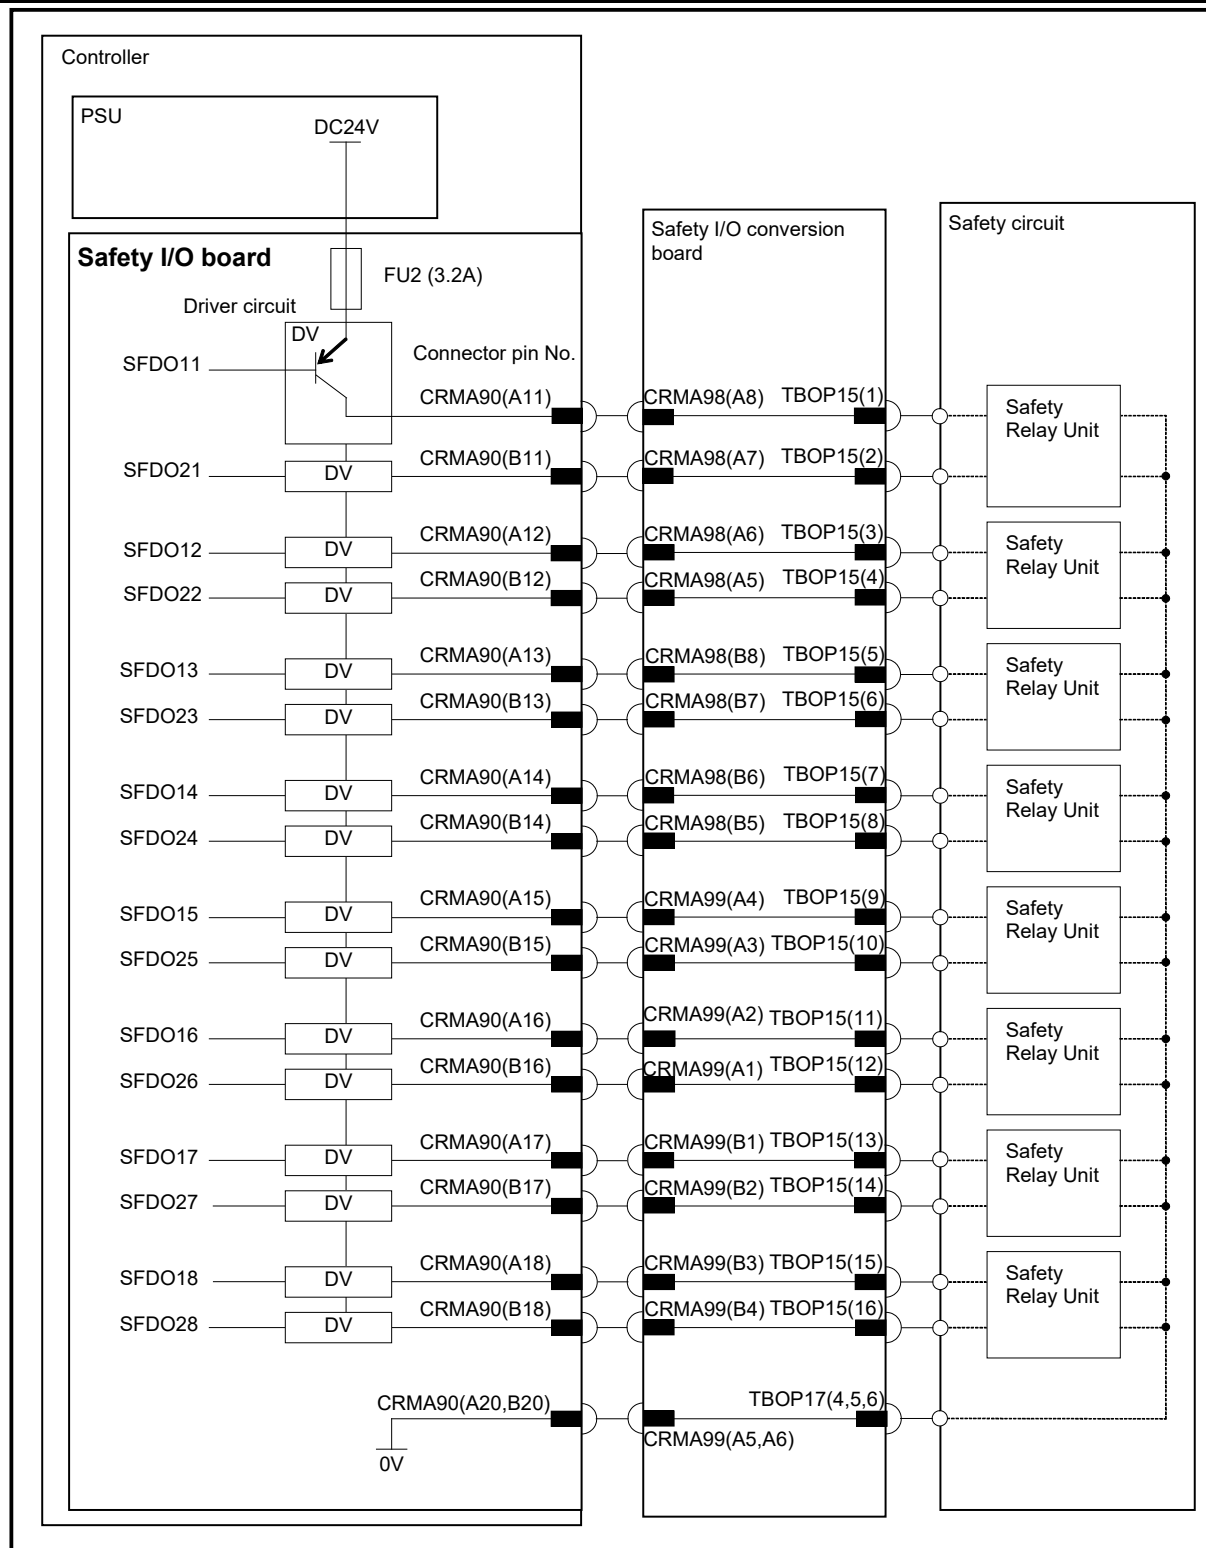 Controller
PSU
DC24V
Safety I/O board
FU2 (3.2A)
Driver circuit
DV
Connector pin No.
Safety I/O conversion
board
Safety circuit
SFDO11
CRMA90(A11)
CRMA98(A8)
TBOP15(1)
Safety
Relay Unit
SFDO21
DV
CRMA90(B11)
CRMA98(A7)
TBOP15(2)
SFDO12
DV
CRMA90(A12)
CRMA98(A6)
TBOP15(3)
Safety
Relay Unit
SFDO22
DV
CRMA90(B12)
CRMA98(A5)
TBOP15(4)
SFDO13
DV
CRMA90(A13)
CRMA98(B8)
TBOP15(5)
Safety
Relay Unit
SFDO23
DV
CRMA90(B13)
CRMA98(B7)
TBOP15(6)
SFDO14
DV
CRMA90(A14)
CRMA98(B6)
TBOP15(7)
Safety
Relay Unit
SFDO24
DV
CRMA90(B14)
CRMA98(B5)
TBOP15(8)
SFDO15
DV
CRMA90(A15)
CRMA99(A4)
TBOP15(9)
Safety
Relay Unit
SFDO25
DV
CRMA90(B15)
CRMA99(A3)
TBOP15(10)
SFDO16
DV
CRMA90(A16)
CRMA99(A2)
TBOP15(11)
Safety
Relay Unit
SFDO26
DV
CRMA90(B16)
CRMA99(A1)
TBOP15(12)
SFDO17
DV
CRMA90(A17)
CRMA99(B1)
TBOP15(13)
Safety
Relay Unit
SFDO27
DV
CRMA90(B17)
CRMA99(B2)
TBOP15(14)
SFDO18
DV
CRMA90(A18)
CRMA99(B3)
TBOP15(15)
Safety
Relay Unit
SFDO28
DV
CRMA90(B18)
CRMA99(B4)
TBOP15(16)
CRMA90(A20,B20)
TBOP17(4,5,6)
CRMA99(A5,A6)
0V